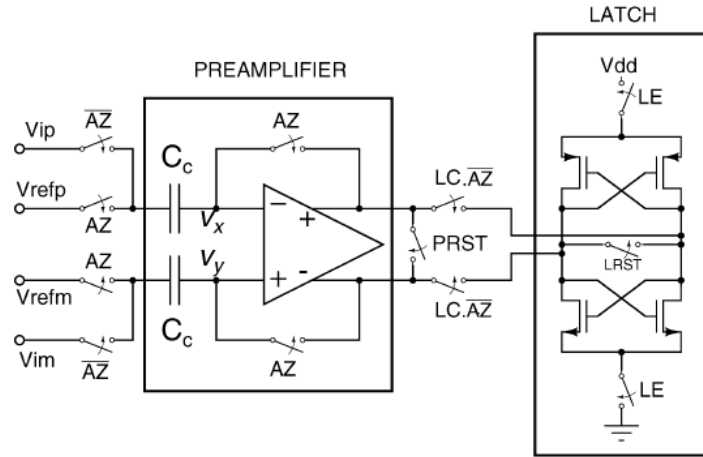 LATCH
PREAMPLIFIER
Vdd
LE
Vip
AZ
AZ
Vrefp
AZ
Cc
vx
LC.AZ
PRST
LRST
AZ
Vrefm
vy
Cc
Vim
AZ
AZ
LC.AZ
LE
− +
+ -